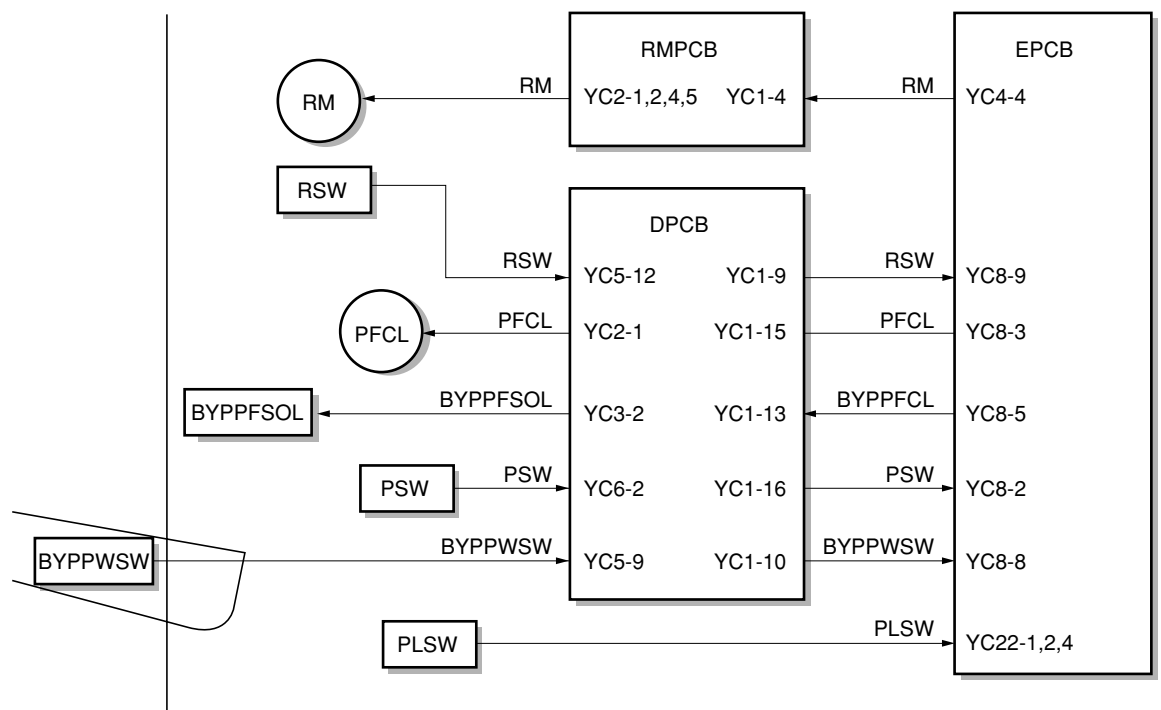 RMPCB
EPCB
RM
RM
RM
YC2-1,2,4,5
YC1-4
YC4-4
RSW
DPCB
RSW
RSW
YC5-12
YC1-9
YC8-9
PFCL
PFCL
PFCL
YC2-1
YC1-15
YC8-3
BYPPFSOL
BYPPFSOL
BYPPFCL
YC3-2
YC1-13
YC8-5
PSW
PSW
PSW
YC6-2
YC1-16
YC8-2
BYPPWSW
BYPPWSW
BYPPWSW
YC5-9
YC1-10
YC8-8
PLSW
PLSW
YC22-1,2,4